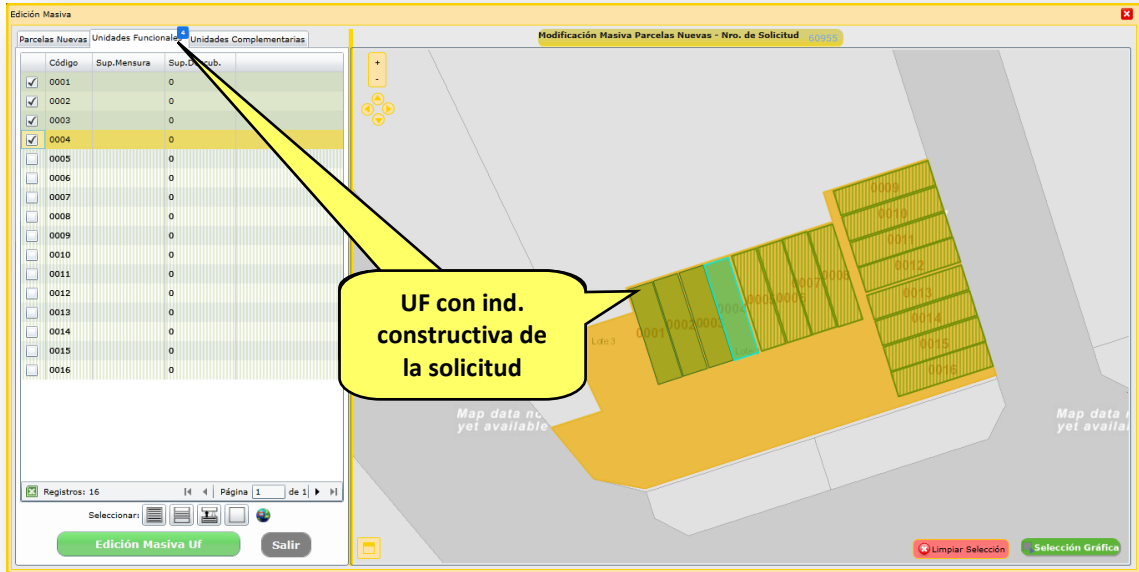 Edición Masiva
Parcelas Nuevas Unidades Funcionales 4 Unidades Complementarias
Código Sup.Mensura
0001 0
0002 0
0003 0
0004 0
0005 0
0006 0
0007 0
0008 0
0009 0
0010 0
0011 0
0012 0
0013 0
0014 0
0015 0
0016 0
Registros: 16 Página 1 de 1
Seleccionar:
Edición Masiva Uf Salir
Modificación Masiva Parcelas Nuevas - Nro. de Solicitud 60955
+
-
UF con ind.
constructiva de
la solicitud
0009
0010
0011
0012
0013
0014
0015
0016
0001 0002 0003 0004 0005 0006 0007 0008
Lote 3
Map data
yet available
Map data
yet
Limpiar Selección Selección Gráfica